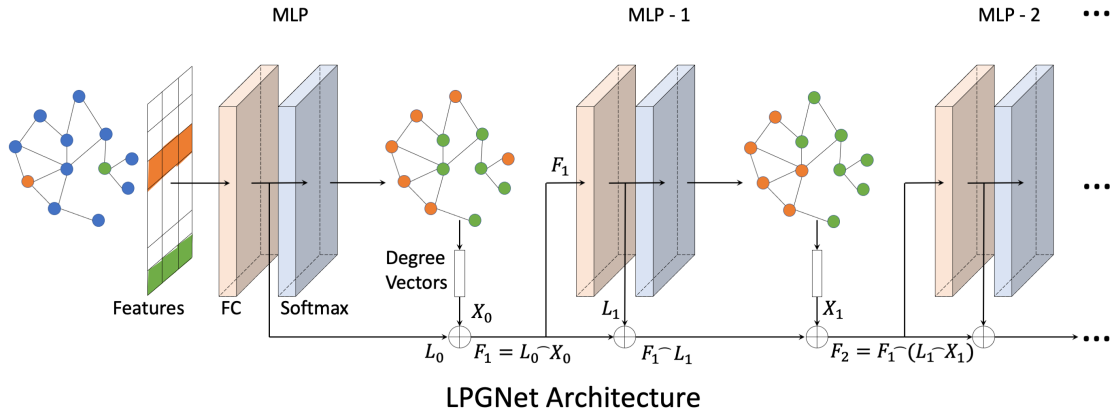 MLP
MLP - 1
MLP - 2
...
F₁
...
Degree
Vectors
Features
FC
Softmax
X₀
L₁
X₁
L₀
F₁ = L₀⌒X₀
F₁⌒L₁
F₂ = F₁⌒(L₁⌒X₁)
...
LPGNet Architecture